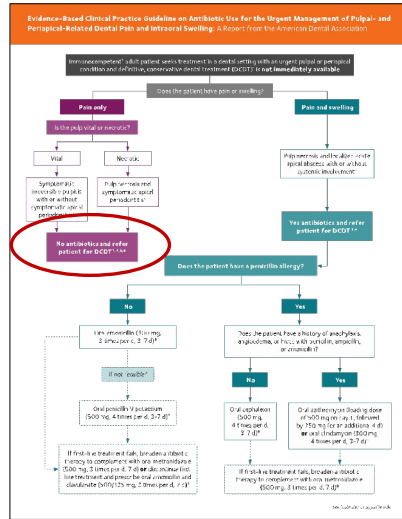 Evidence-Based Clinical Practice Guideline on Antibiotic Use for the Urgent Management of Pulpal- and
Periapical-Related Dental Pain and Intraoral Swelling: A Report from the American Dental Association
Immunocompetent adult patient seeks treatment in a dental setting with an urgent pulpal or periapical
condition and definitive, conservative dental treatment (DCDT) is not immediately available
Does the patient have pain or swelling?
Pain only
Pain and swelling
Is the pulp vital or necrotic?
Vital
Necrotic
Symptomatic
irreversible pulpitis
with or without
symptomatic apical
periodontitis
Pulp necrosis and
symptomatic apical
periodontitis
Pulp necrosis and localized acute
apical abscess with or without
systemic involvement
No antibiotics and refer
patient for DCDT
Yes antibiotics and refer
patient for DCDT
Does the patient have a penicillin allergy?
No
Yes
Oral amoxicillin (500 mg,
3 times per d, 3-7 d)
If not feasible
Oral penicillin V potassium
(500 mg, 4 times per d, 3-7 d)
If first-line treatment fails, broaden antibiotic
therapy to complement with oral metronidazole
(500 mg, 3 times per d, 7 d) or discontinue first
line treatment and prescribe oral amoxicillin and
clavulanate (500/125 mg, 3 times per d, 7 d)
Does the patient have a history of anaphylaxis,
angioedema, or hives with penicillin, ampicillin,
or amoxicillin?
No
Yes
Oral cephalexin
(500 mg,
4 times per d,
3-7 d)
Oral azithromycin (loading dose
of 500 mg on day 1, followed
by 250 mg for an additional 4 d)
or oral clindamycin (300 mg,
4 times per d, 3-7 d)
If first-line treatment fails, broaden antibiotic
therapy to complement with oral metronidazole
(500 mg, 3 times per d, 7 d)